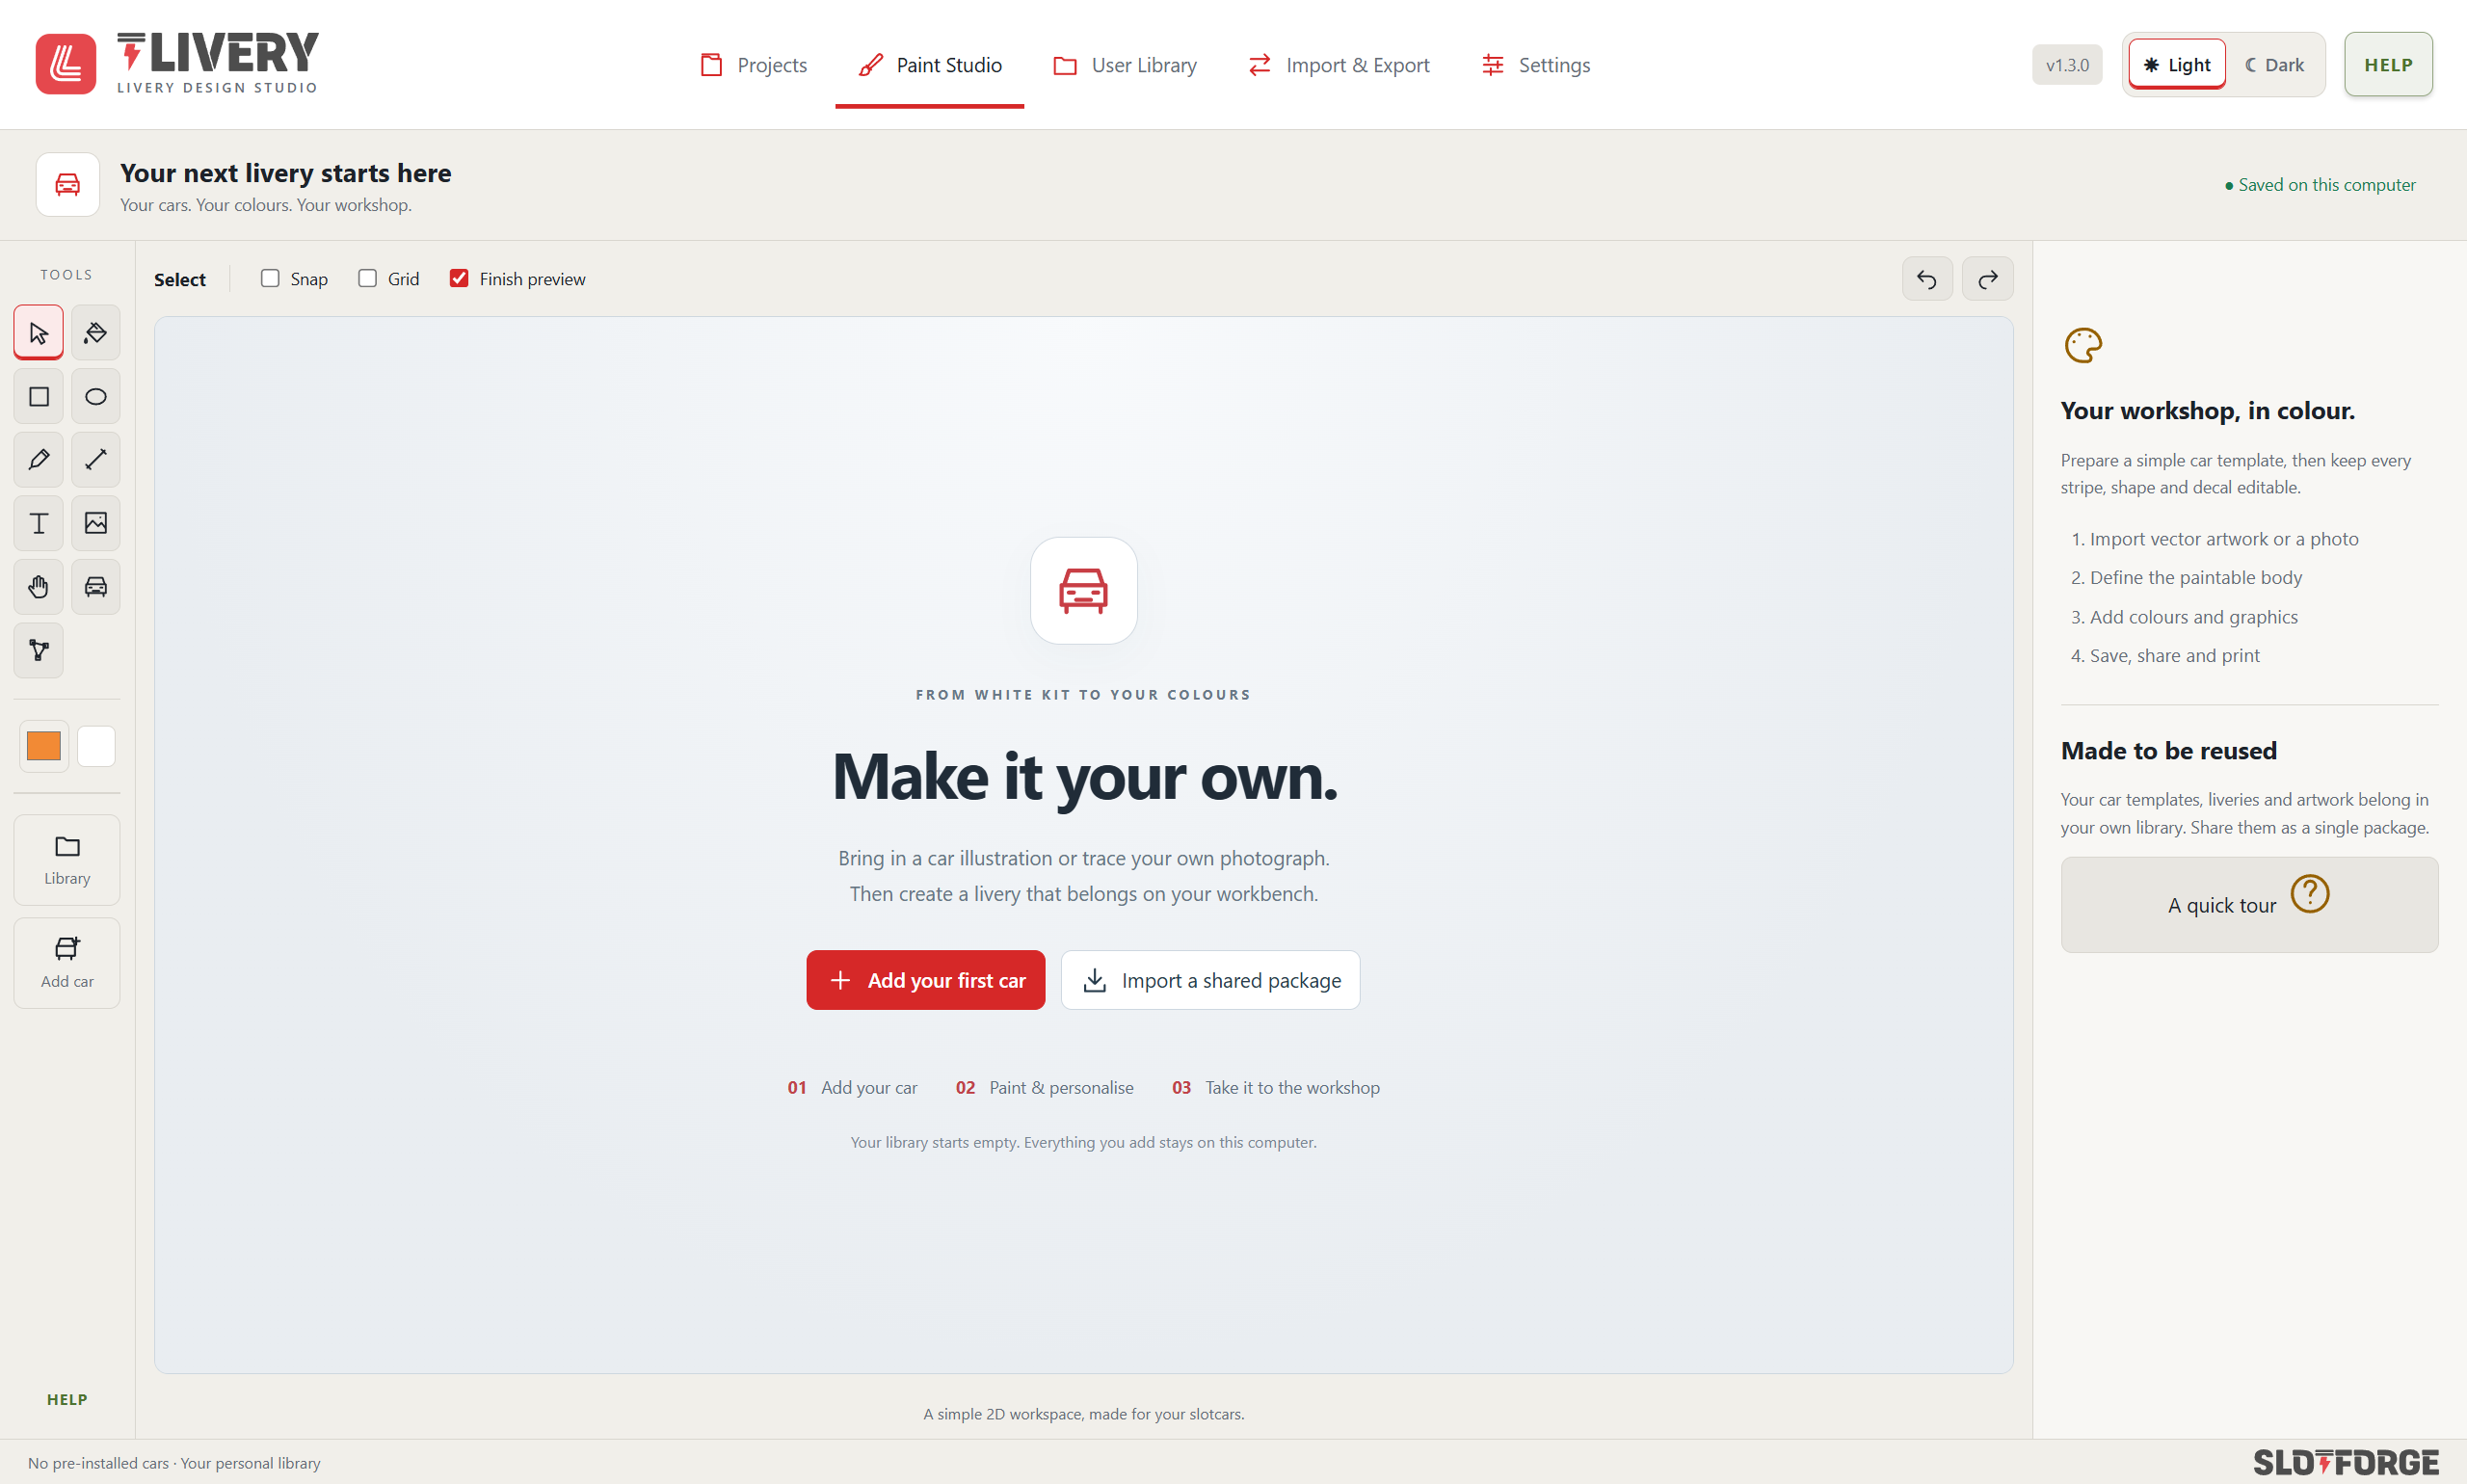 LIVERY
LIVERY DESIGN STUDIO
Projects
Paint Studio
User Library
Import & Export
Settings
v1.3.0
Light
Dark
HELP
Your next livery starts here
Your cars. Your colours. Your workshop.
Saved on this computer
TOOLS
Select
Snap
Grid
Finish preview
Library
Add car
HELP
FROM WHITE KIT TO YOUR COLOURS
Make it your own.
Bring in a car illustration or trace your own photograph.
Then create a livery that belongs on your workbench.
Add your first car
Import a shared package
01 Add your car
02 Paint & personalise
03 Take it to the workshop
Your library starts empty. Everything you add stays on this computer.
A simple 2D workspace, made for your slotcars.
Your workshop, in colour.
Prepare a simple car template, then keep every
stripe, shape and decal editable.
1. Import vector artwork or a photo
2. Define the paintable body
3. Add colours and graphics
4. Save, share and print
Made to be reused
Your car templates, liveries and artwork belong in
your own library. Share them as a single package.
A quick tour
No pre-installed cars · Your personal library
SLOTFORGE